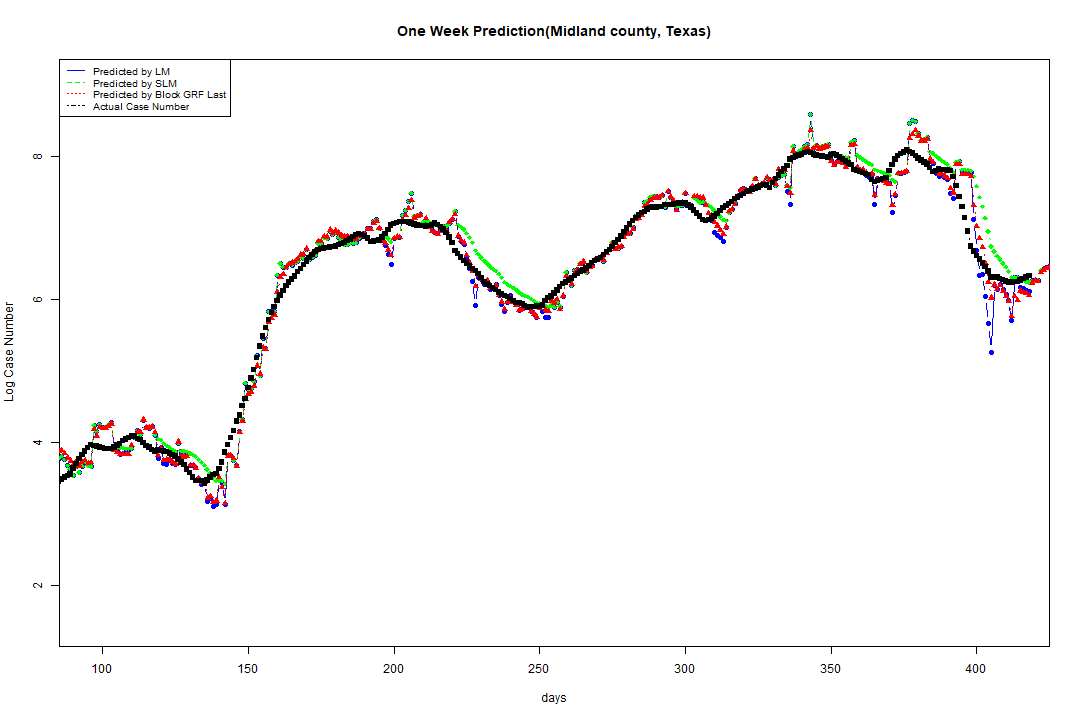 One Week Prediction(Midland county, Texas)
Predicted by LM
Predicted by SLM
Predicted by Block GRF Last
Actual Case Number
8
6
4
2
Log Case Number
100 150 200 250 300 350 400
days